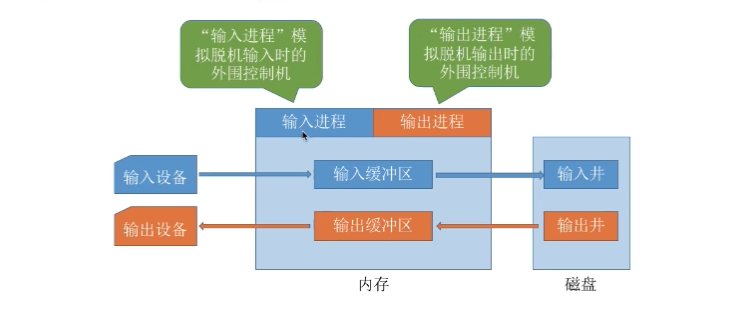 “输入进程”模
拟脱机输入时的
外围控制机
“输出进程”模
拟脱机输出时的
外围控制机
输入进程
输出进程
输入设备
输入缓冲区
输入井
输出设备
输出缓冲区
输出井
内存
磁盘